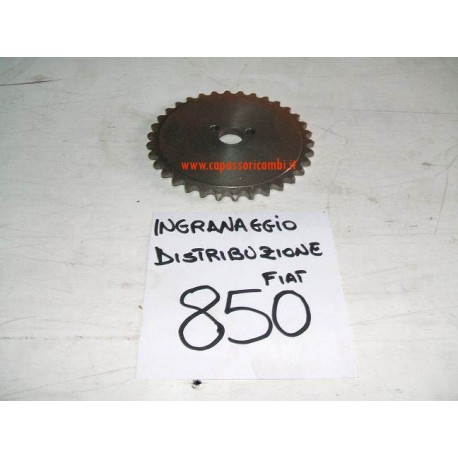 www.capassoricambi.it
INGRANAGGIO
DISTRIBUZIONE
FIAT
850